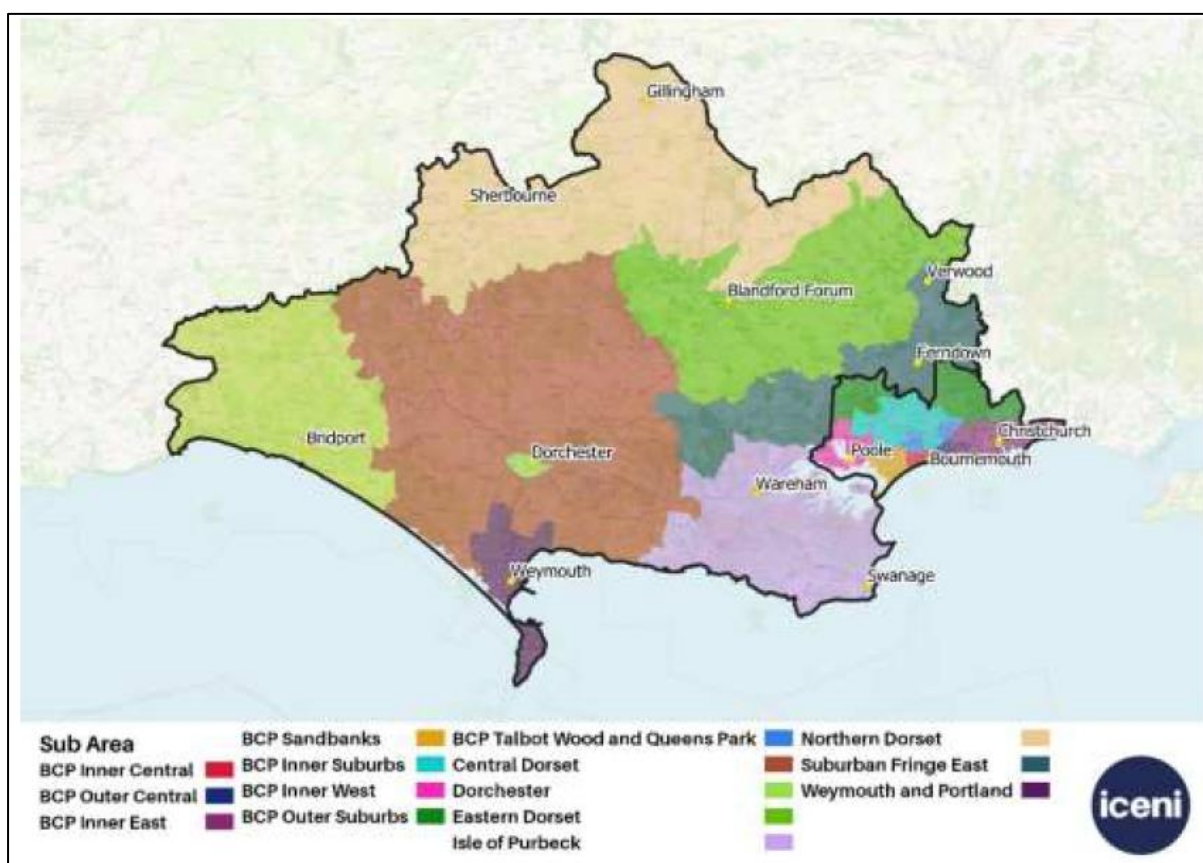 Gillingham
Sherbourne
Verwood
Blandford Forum
Ferndown
Christchurch
Bridport
Dorchester
Poole
Bournemouth
Wareham
Weymouth
Swanage
Sub Area
BCP Inner Central
BCP Outer Central
BCP Inner East
BCP Sandbanks
BCP Inner Suburbs
BCP Inner West
BCP Outer Suburbs
BCP Talbot Wood and Queens Park
Central Dorset
Dorchester
Eastern Dorset
Isle of Purbeck
Northern Dorset
Suburban Fringe East
Weymouth and Portland
iceni